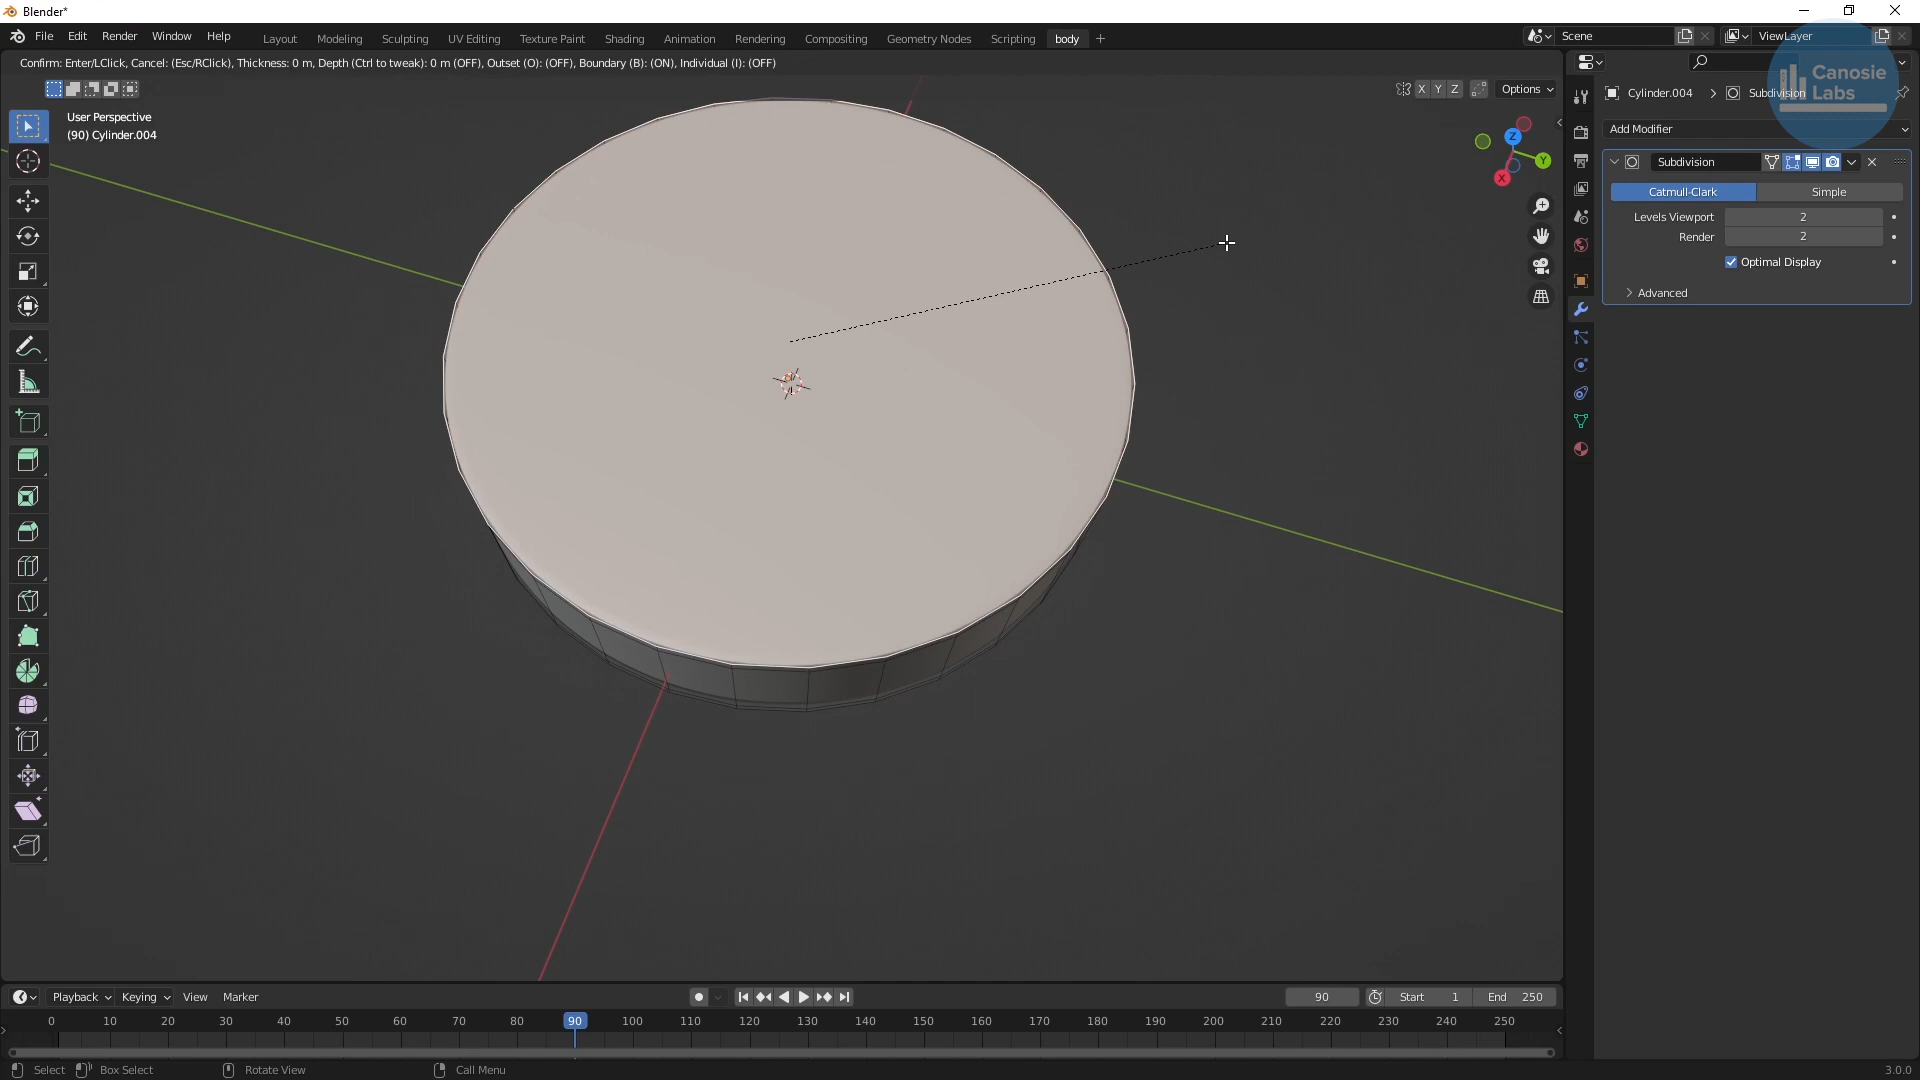 Blender*
File Edit Render Window Help
Layout Modeling Sculpting UV Editing Texture Paint Shading Animation Rendering Compositing Geometry Nodes Scripting body +
Scene
ViewLayer
Confirm: Enter/LClick, Cancel: (Esc/RClick), Thickness: 0 m, Depth (Ctrl to tweak): 0 m (OFF), Outset (O): (OFF), Boundary (B): (ON), Individual (I): (OFF)
X Y Z
Options
User Perspective
(90) Cylinder.004
Z
Y
X
Canosie
Labs
Cylinder.004 > Subdivision
Add Modifier
Subdivision
Catmull-Clark Simple
Levels Viewport 2
Render 2
Optimal Display
Advanced
Playback Keying View Marker
90
Start 1 End 250
0 10 20 30 40 50 60 70 80 90 100 110 120 130 140 150 160 170 180 190 200 210 220 230 240 250
Select Box Select Rotate View Call Menu
3.0.0